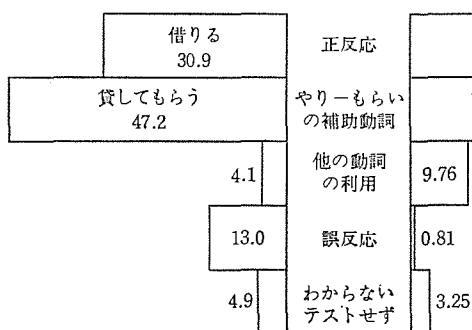 借りる
30.9
正反応
貸してもらう
47.2
やりーもらい
の補助動詞
4.1
他の動詞
の利用
9.76
13.0
誤反応
0.81
4.9
わからない
テストせず
3.25